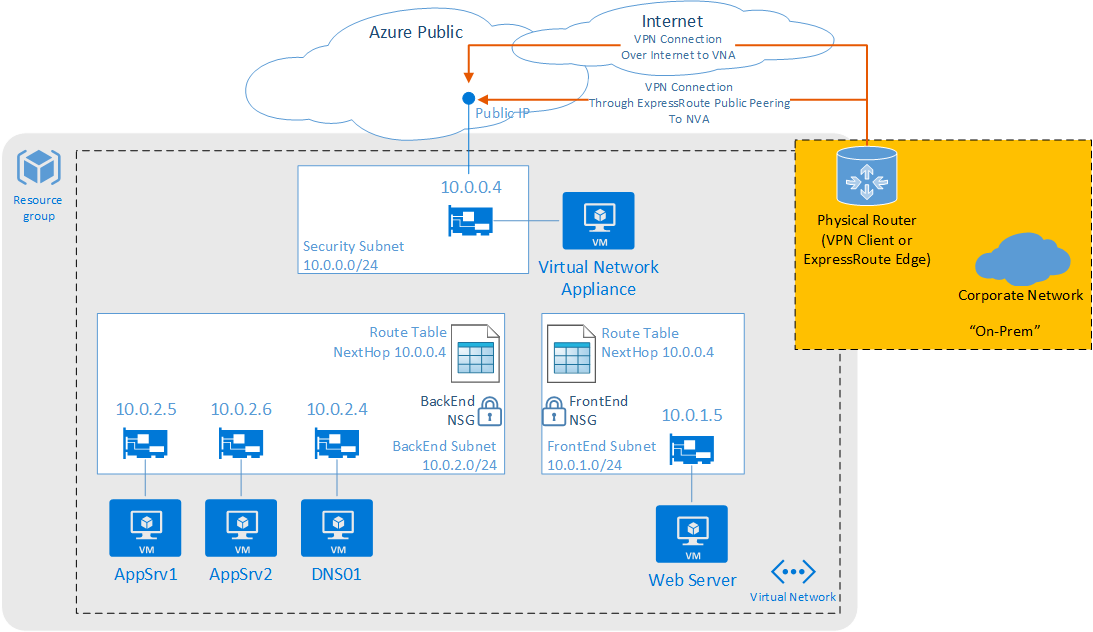 Azure Public
Internet
VPN Connection
Over Internet to VNA
VPN Connection
Through ExpressRoute Public Peering
To NVA
Public IP
Resource
group
10.0.0.4
Security Subnet
10.0.0.0/24
VM
Virtual Network
Appliance
Physical Router
(VPN Client or
ExpressRoute Edge)
Corporate Network
“On-Prem”
Route Table
NextHop 10.0.0.4
BackEnd
NSG
10.0.2.5
10.0.2.6
10.0.2.4
BackEnd Subnet
10.0.2.0/24
Route Table
NextHop 10.0.0.4
FrontEnd
NSG
10.0.1.5
FrontEnd Subnet
10.0.1.0/24
VM
AppSrv1
VM
AppSrv2
VM
DNS01
VM
Web Server
Virtual Network